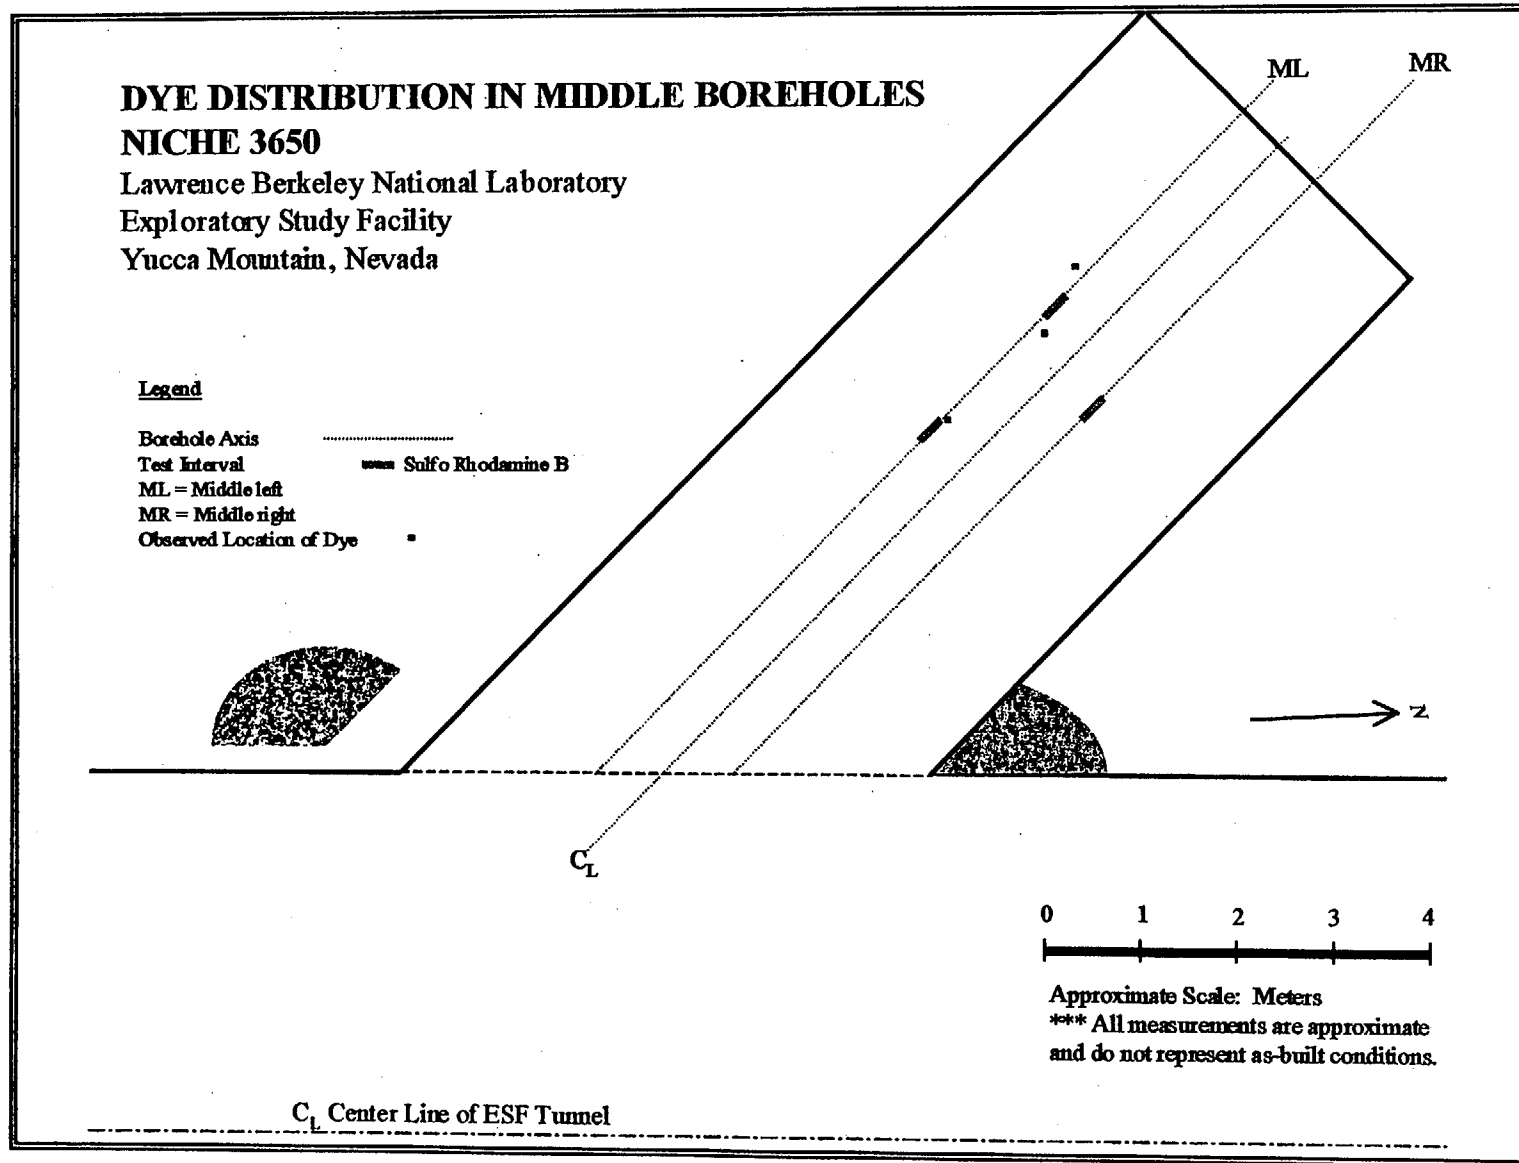 DYE DISTRIBUTION IN MIDDLE BOREHOLES
NICHE 3650
Lawrence Berkeley National Laboratory
Exploratory Study Facility
Yucca Mountain, Nevada
ML
MR
Legend
Borehole Axis
Test Interval Sulfo Rhodamine B
ML = Middle left
MR = Middle right
Observed Location of Dye
N
CL
0 1 2 3 4
Approximate Scale: Meters
*** All measurements are approximate
and do not represent as-built conditions.
CL Center Line of ESF Tunnel